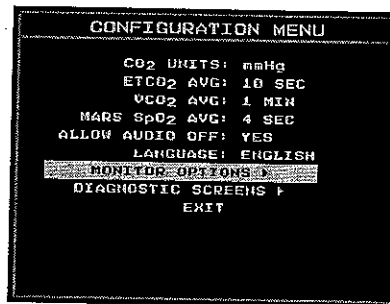 CONFIGURATION MENU
CO2 UNITS: mmHg
ETCO2 AVG: 10 SEC
VCO2 AVG: 1 MIN
MARS SpO2 AVG: 4 SEC
ALLOW AUDIO OFF: YES
LANGUAGE: ENGLISH
MONITOR OPTIONS ▶
DIAGNOSTIC SCREENS ▶
EXIT